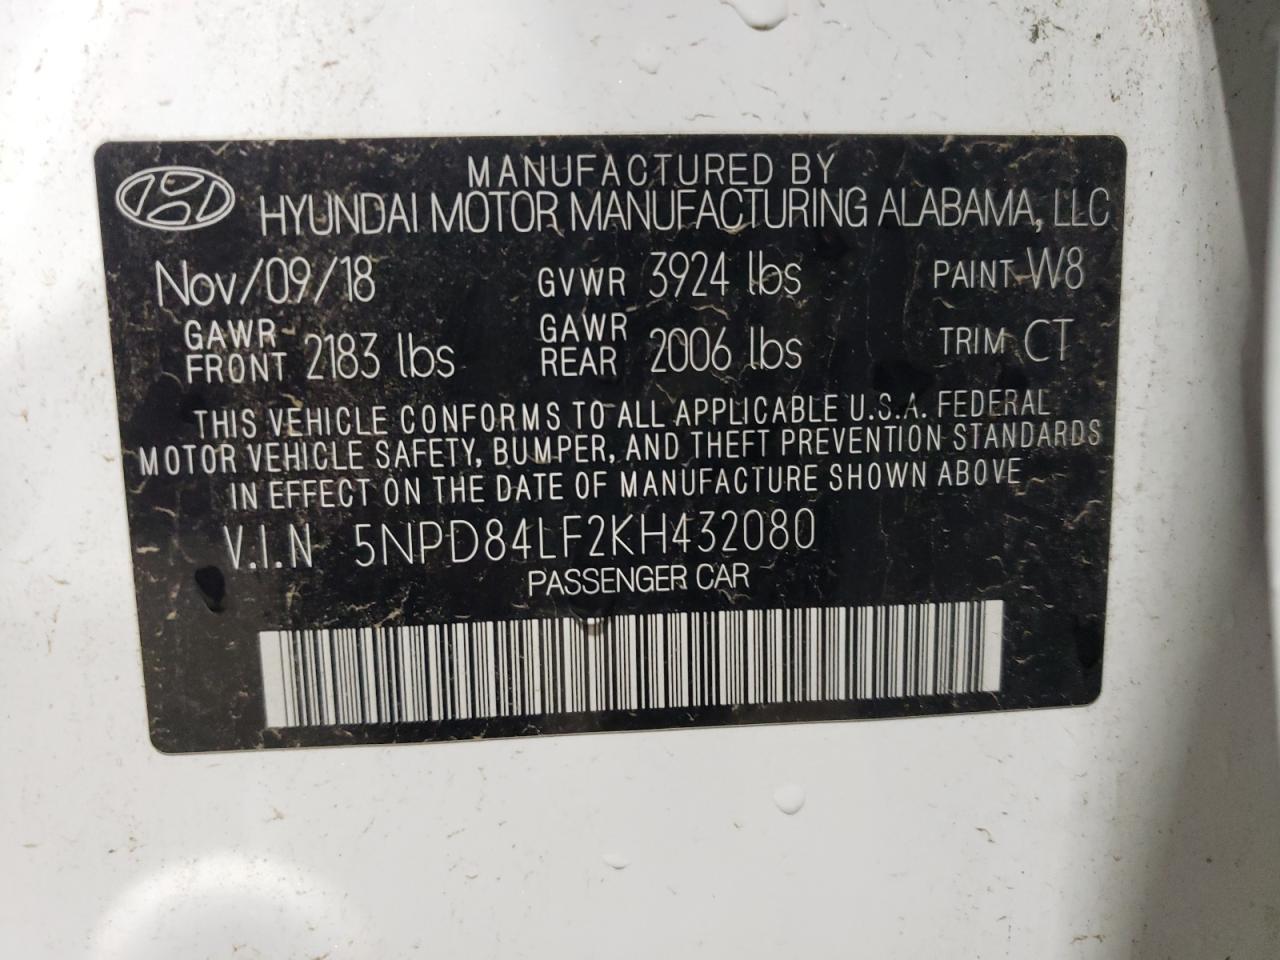 MANUFACTURED BY
HYUNDAI MOTOR MANUFACTURING ALABAMA, LLC
Nov/09/18 GVWR 3924 lbs PAINT W8
GAWR FRONT 2183 lbs GAWR REAR 2006 lbs TRIM CT
THIS VEHICLE CONFORMS TO ALL APPLICABLE U.S.A. FEDERAL
MOTOR VEHICLE SAFETY, BUMPER, AND THEFT PREVENTION STANDARDS
IN EFFECT ON THE DATE OF MANUFACTURE SHOWN ABOVE
V.I.N 5NPD84LF2KH432080
PASSENGER CAR